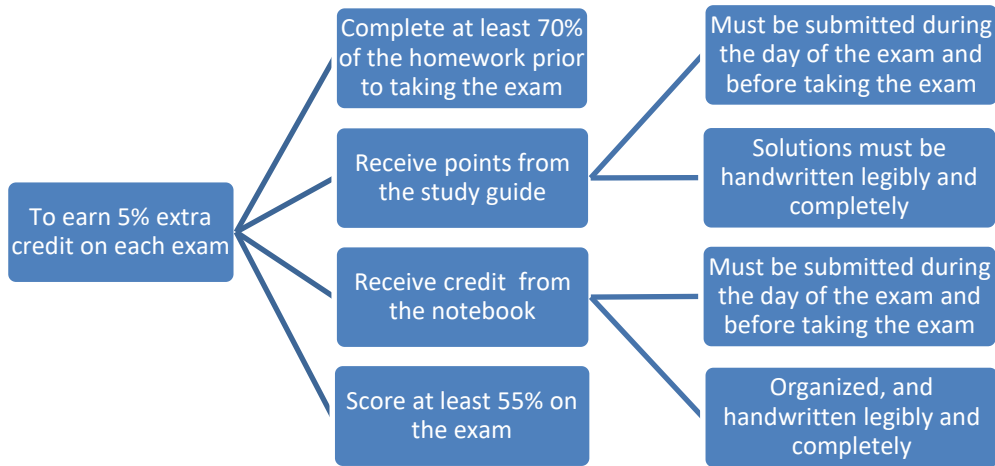 To earn 5% extra
credit on each exam
Complete at least 70%
of the homework prior
to taking the exam
Receive points from
the study guide
Must be submitted during
the day of the exam and
before taking the exam
Solutions must be
handwritten legibly and
completely
Receive credit  from
the notebook
Must be submitted during
the day of the exam and
before taking the exam
Organized, and
handwritten legibly and
completely
Score at least 55% on
the exam